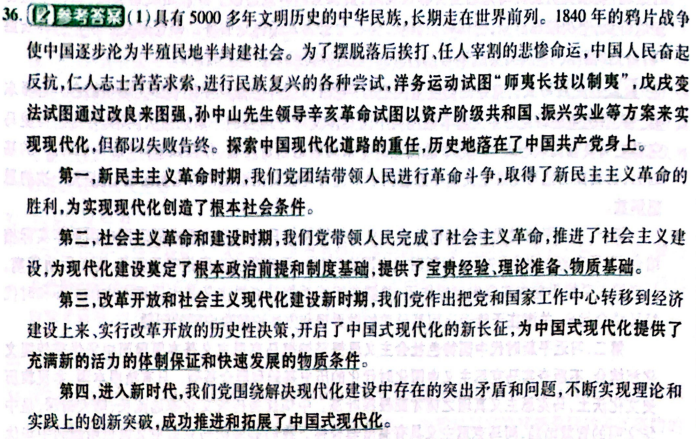 36.【参考答案】(1)具有 5000 多年文明历史的中华民族,长期走在世界前列。1840 年的鸦片战争
使中国逐步沦为半殖民地半封建社会。为了摆脱落后挨打、任人宰割的悲惨命运,中国人民奋起
反抗,仁人志士苦苦求索,进行民族复兴的各种尝试,洋务运动试图“师夷长技以制夷”,戊戌变
法试图通过改良来图强,孙中山先生领导辛亥革命试图以资产阶级共和国、振兴实业等方案来实
现现代化,但都以失败告终。探索中国现代化道路的重任,历史地落在了中国共产党身上。
第一,新民主主义革命时期,我们党团结带领人民进行革命斗争,取得了新民主主义革命的
胜利,为实现现代化创造了根本社会条件。
第二,社会主义革命和建设时期,我们党带领人民完成了社会主义革命,推进了社会主义建
设,为现代化建设奠定了根本政治前提和制度基础,提供了宝贵经验、理论准备、物质基础。
第三,改革开放和社会主义现代化建设新时期,我们党作出把党和国家工作中心转移到经济
建设上来、实行改革开放的历史性决策,开启了中国式现代化的新长征,为中国式现代化提供了
充满新的活力的体制保证和快速发展的物质条件。
第四,进入新时代,我们党围绕解决现代化建设中存在的突出矛盾和问题,不断实现理论和
实践上的创新突破,成功推进和拓展了中国式现代化。